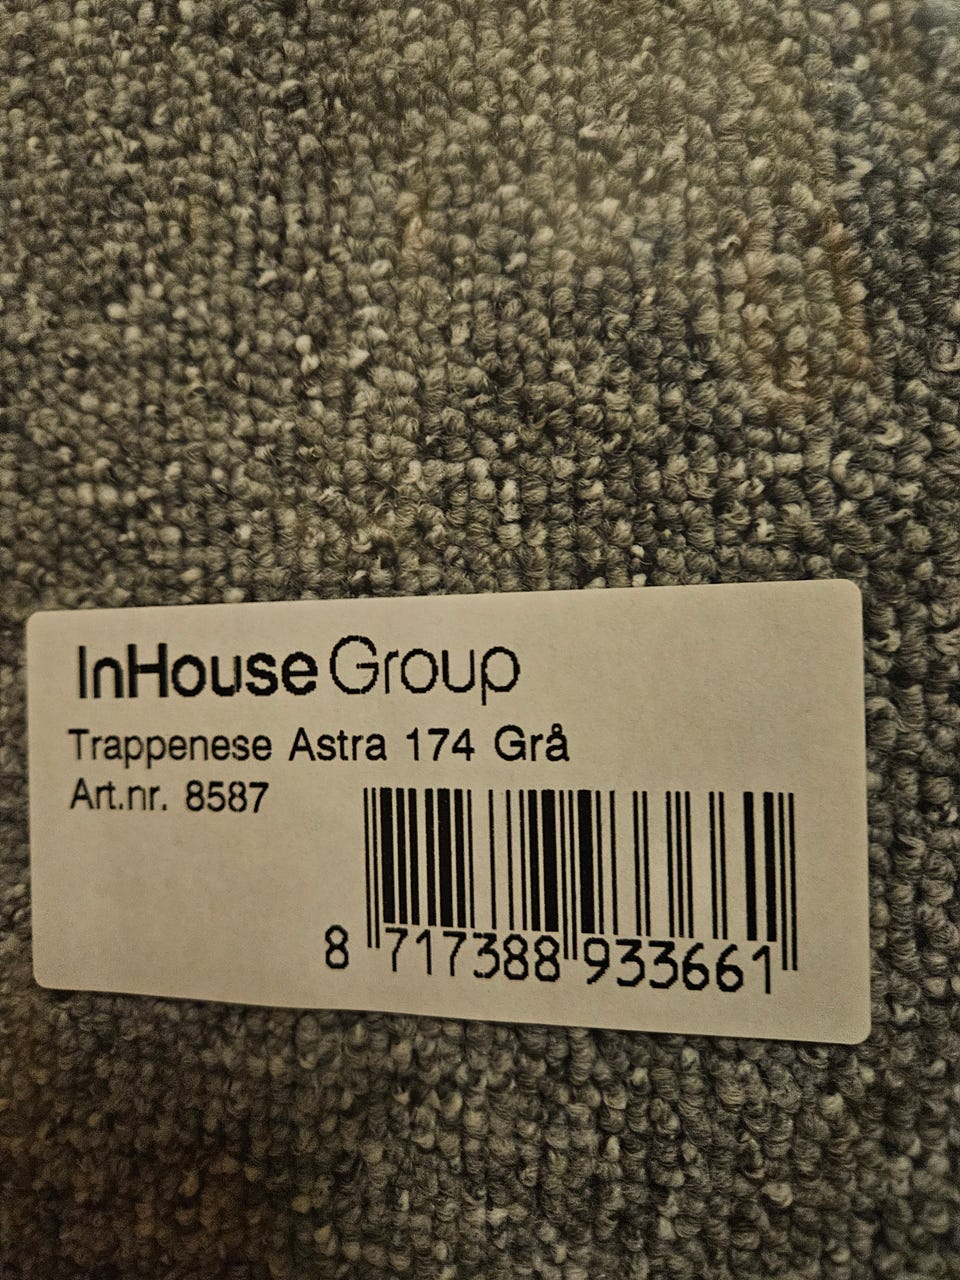 InHouse Group
Trappenese Astra 174 Grå
Art.nr. 8587
8 717388 933661